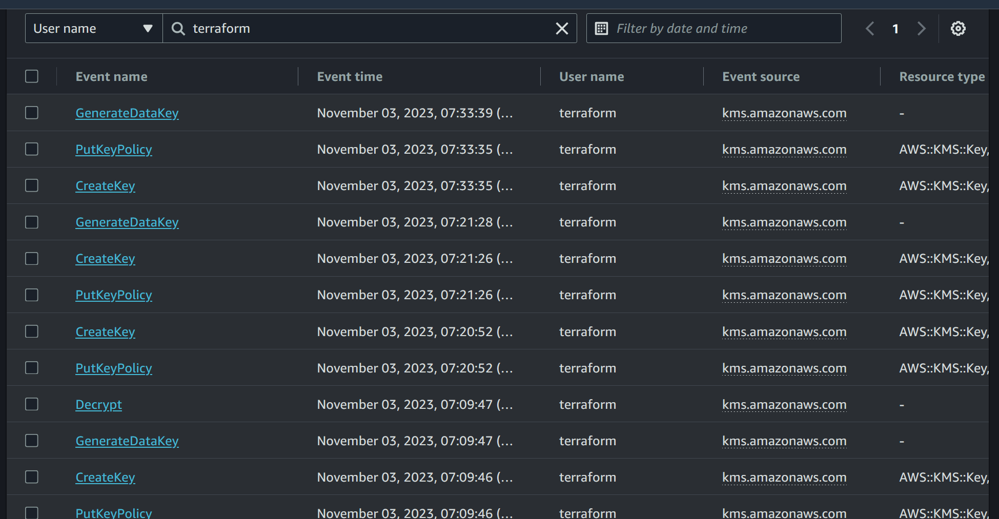 User name terraform Filter by date and time 1
Event name Event time User name Event source Resource type
GenerateDataKey November 03, 2023, 07:33:39 (… terraform kms.amazonaws.com -
PutKeyPolicy November 03, 2023, 07:33:35 (… terraform kms.amazonaws.com AWS::KMS::Key,
CreateKey November 03, 2023, 07:33:35 (… terraform kms.amazonaws.com AWS::KMS::Key,
GenerateDataKey November 03, 2023, 07:21:28 (… terraform kms.amazonaws.com -
CreateKey November 03, 2023, 07:21:26 (… terraform kms.amazonaws.com AWS::KMS::Key,
PutKeyPolicy November 03, 2023, 07:21:26 (… terraform kms.amazonaws.com AWS::KMS::Key,
CreateKey November 03, 2023, 07:20:52 (… terraform kms.amazonaws.com AWS::KMS::Key,
PutKeyPolicy November 03, 2023, 07:20:52 (… terraform kms.amazonaws.com AWS::KMS::Key,
Decrypt November 03, 2023, 07:09:47 (… terraform kms.amazonaws.com -
GenerateDataKey November 03, 2023, 07:09:47 (… terraform kms.amazonaws.com -
CreateKey November 03, 2023, 07:09:46 (… terraform kms.amazonaws.com AWS::KMS::Key,
PutKeyPolicy November 03, 2023, 07:09:46 (… terraform kms.amazonaws.com AWS::KMS::Key,